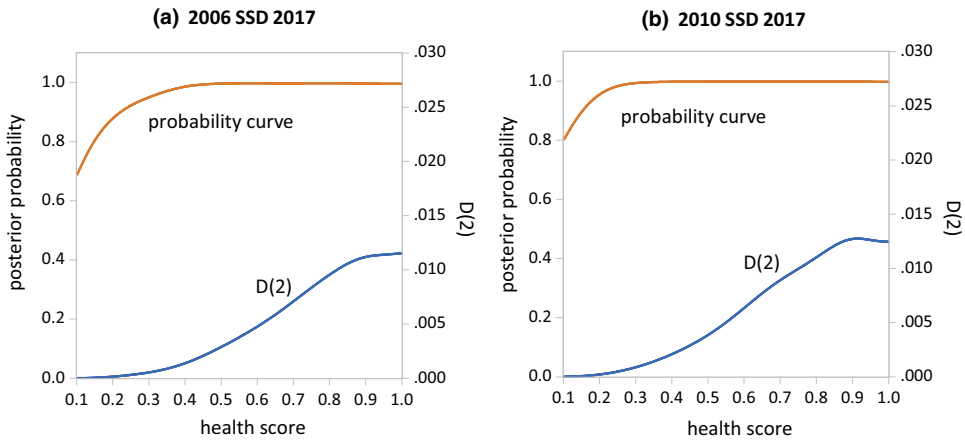 (a) 2006 SSD 2017
posterior probability
1.0
0.8
0.6
0.4
0.2
0.0
probability curve
D(2)
.030
.025
.020
.015
.010
.005
.000
D(2)
0.1 0.2 0.3 0.4 0.5 0.6 0.7 0.8 0.9 1.0
health score
(b) 2010 SSD 2017
posterior probability
1.0
0.8
0.6
0.4
0.2
0.0
probability curve
D(2)
.030
.025
.020
.015
.010
.005
.000
D(2)
0.1 0.2 0.3 0.4 0.5 0.6 0.7 0.8 0.9 1.0
health score